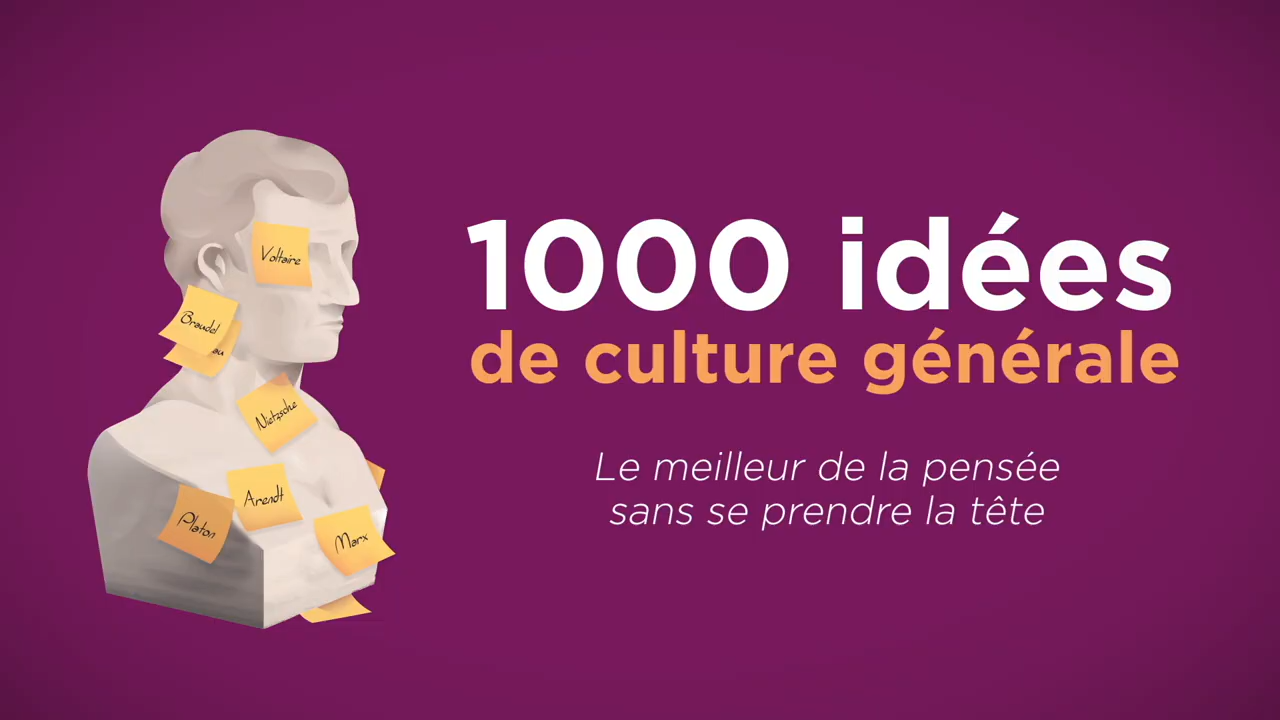 Voltaire
Braudel
Nietzsche
Arendt
Platon
Marx
1000 idées
de culture générale
Le meilleur de la pensée
sans se prendre la tête